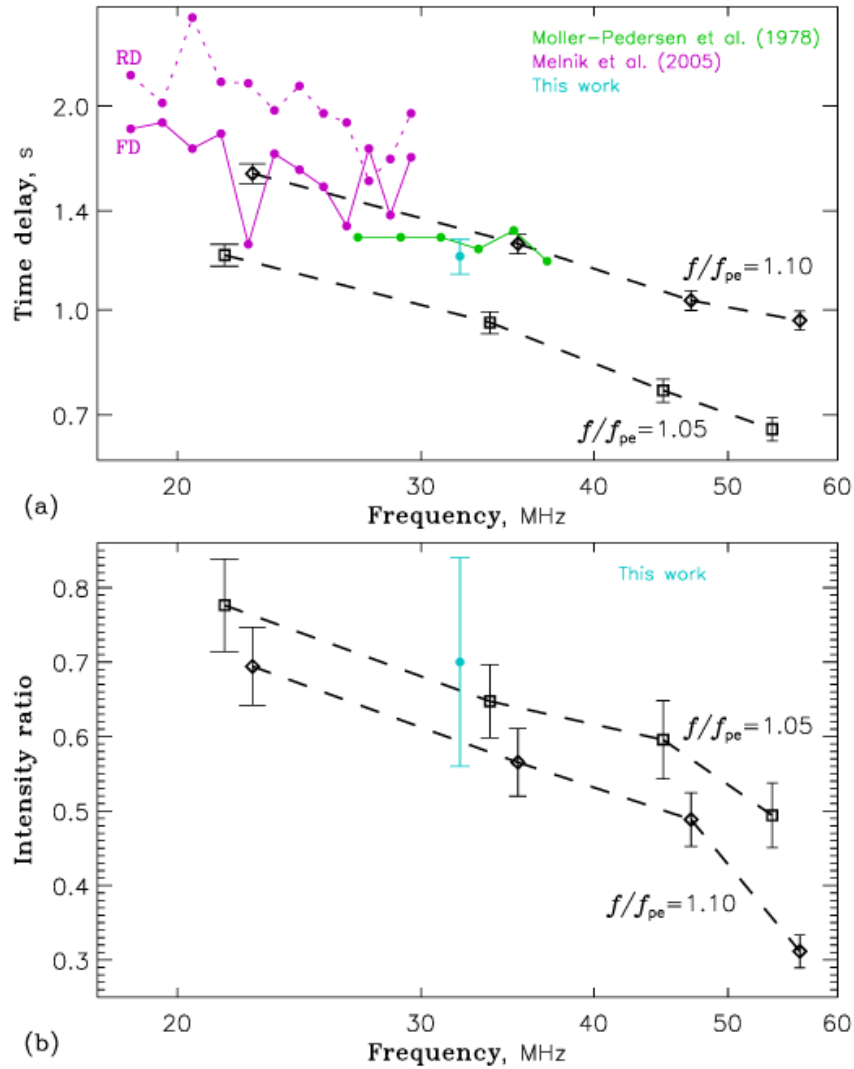 Moller-Pedersen et al. (1978)
Melnik et al. (2005)
This work
RD
FD
2.0
1.4
1.0
0.7
Time delay, s
f/fpe=1.10
f/fpe=1.05
20
30
40
50
60
(a)
Frequency, MHz
This work
0.8
0.7
0.6
0.5
0.4
0.3
Intensity ratio
f/fpe=1.05
f/fpe=1.10
20
30
40
50
60
(b)
Frequency, MHz